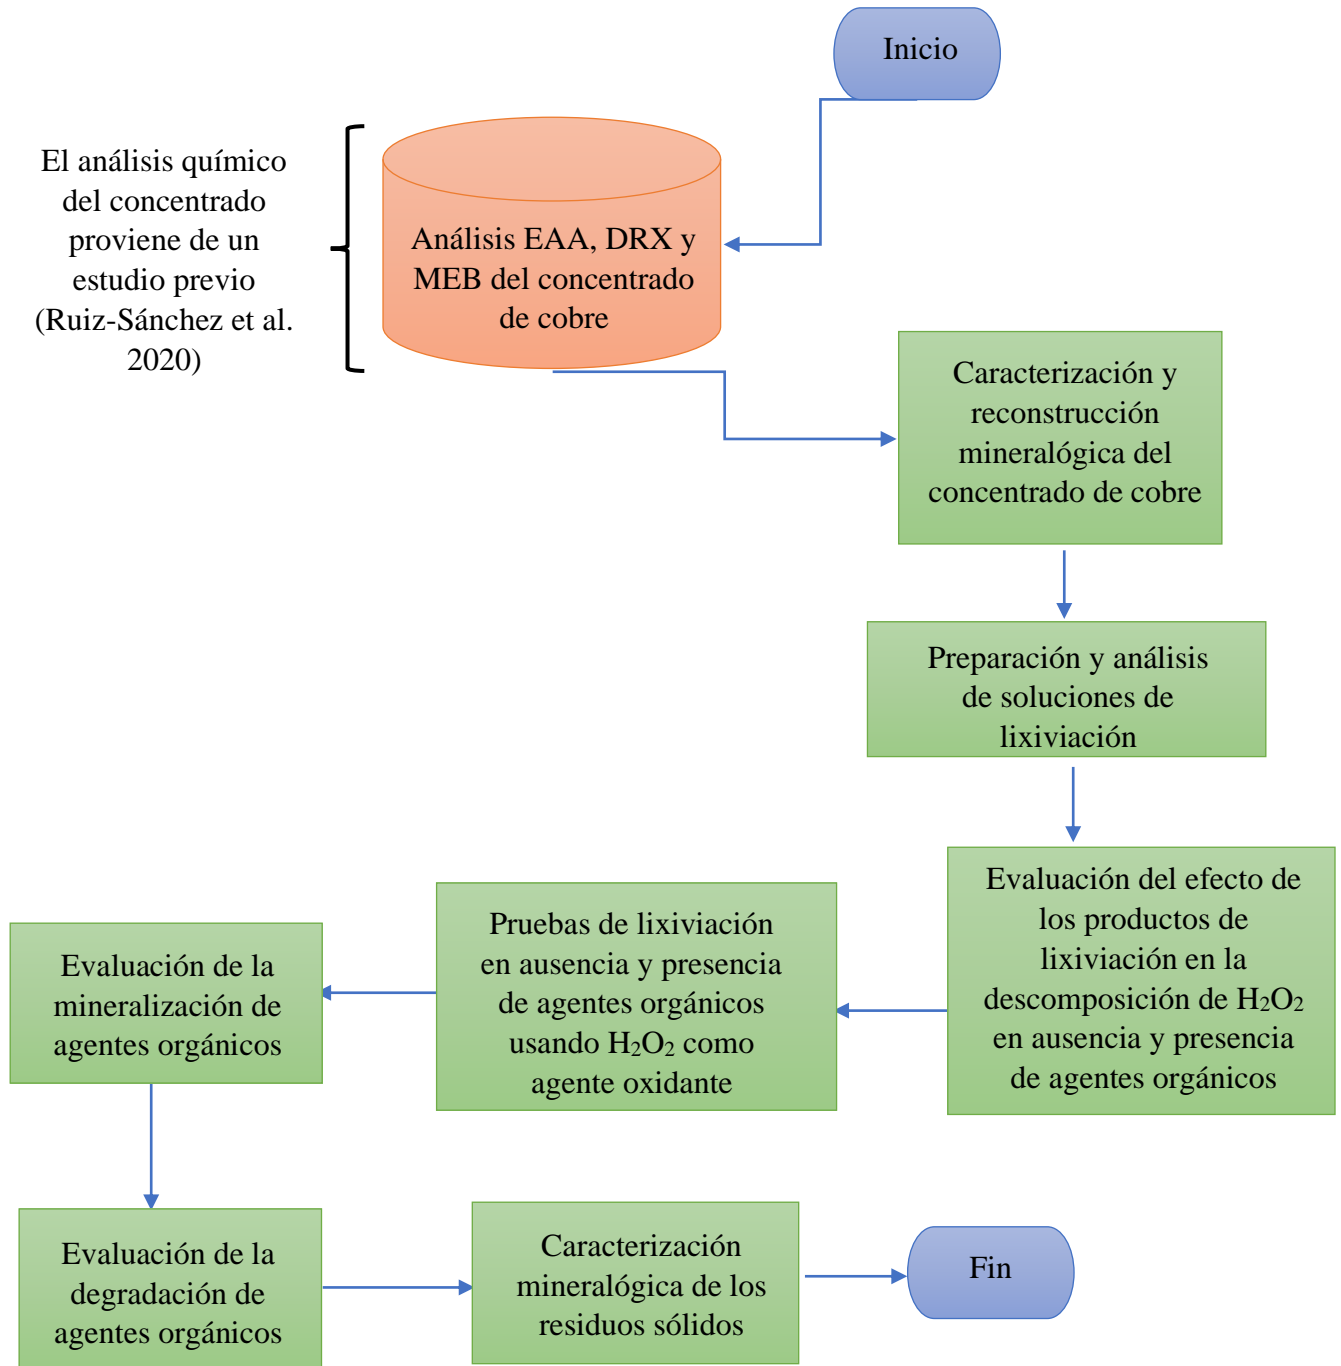 Inicio
El análisis químico
del concentrado
proviene de un
estudio previo
(Ruiz-Sánchez et al.
2020)
Análisis EAA, DRX y
MEB del concentrado
de cobre
Caracterización y
reconstrucción
mineralógica del
concentrado de cobre
Preparación y análisis
de soluciones de
lixiviación
Evaluación del efecto de
los productos de
lixiviación en la
descomposición de H₂O₂
en ausencia y presencia
de agentes orgánicos
Pruebas de lixiviación
en ausencia y presencia
de agentes orgánicos
usando H₂O₂ como
agente oxidante
Evaluación de la
mineralización de
agentes orgánicos
Evaluación de la
degradación de
agentes orgánicos
Caracterización
mineralógica de los
residuos sólidos
Fin